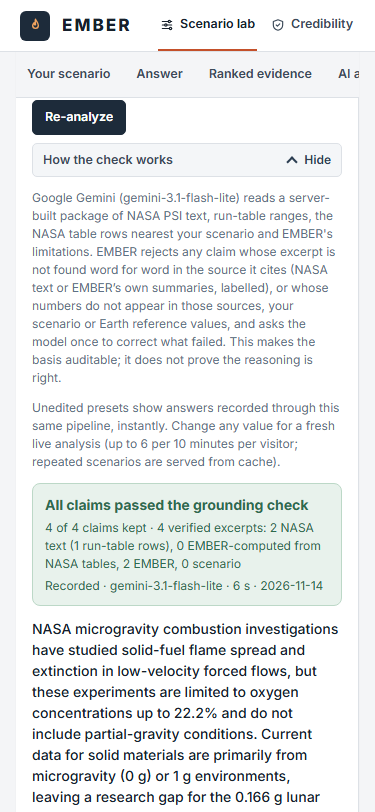 EMBER
Scenario lab
Credibility
Your scenario
Answer
Ranked evidence
AI a
Re-analyze
How the check works
Hide
Google Gemini (gemini-3.1-flash-lite) reads a server-
built package of NASA PSI text, run-table ranges, the
NASA table rows nearest your scenario and EMBER's
limitations. EMBER rejects any claim whose excerpt is
not found word for word in the source it cites (NASA
text or EMBER's own summaries, labelled), or whose
numbers do not appear in those sources, your
scenario or Earth reference values, and asks the
model once to correct what failed. This makes the
basis auditable; it does not prove the reasoning is
right.
Unedited presets show answers recorded through this
same pipeline, instantly. Change any value for a fresh
live analysis (up to 6 per 10 minutes per visitor;
repeated scenarios are served from cache).
All claims passed the grounding check
4 of 4 claims kept · 4 verified excerpts: 2 NASA
text (1 run-table rows), 0 EMBER-computed from
NASA tables, 2 EMBER, 0 scenario
Recorded · gemini-3.1-flash-lite · 6 s · 2026-11-14
NASA microgravity combustion investigations
have studied solid-fuel flame spread and
extinction in low-velocity forced flows, but
these experiments are limited to oxygen
concentrations up to 22.2% and do not
include partial-gravity conditions. Current
data for solid materials are primarily from
microgravity (0 g) or 1 g environments,
leaving a research gap for the 0.166 g lunar